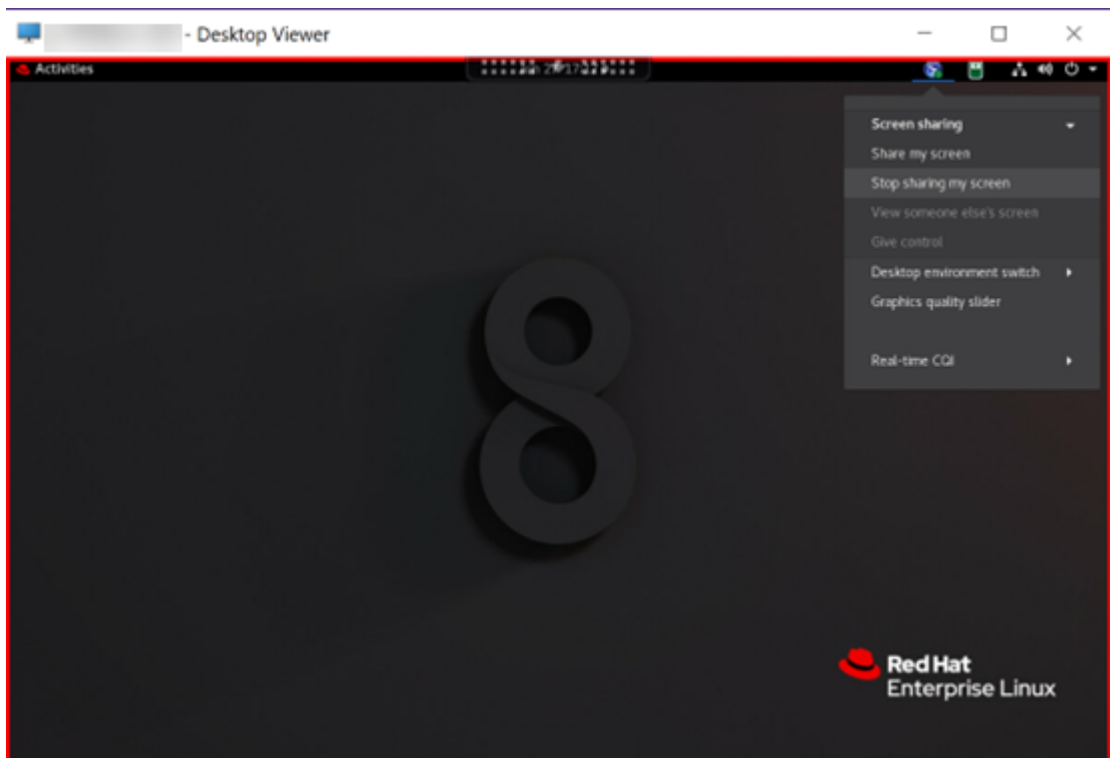 - Desktop Viewer
Activities
Screen sharing
Share my screen
Stop sharing my screen
View someone else's screen
Give control
Desktop environment switch
Graphics quality slider
Real-time CQI
8
Red Hat
Enterprise Linux